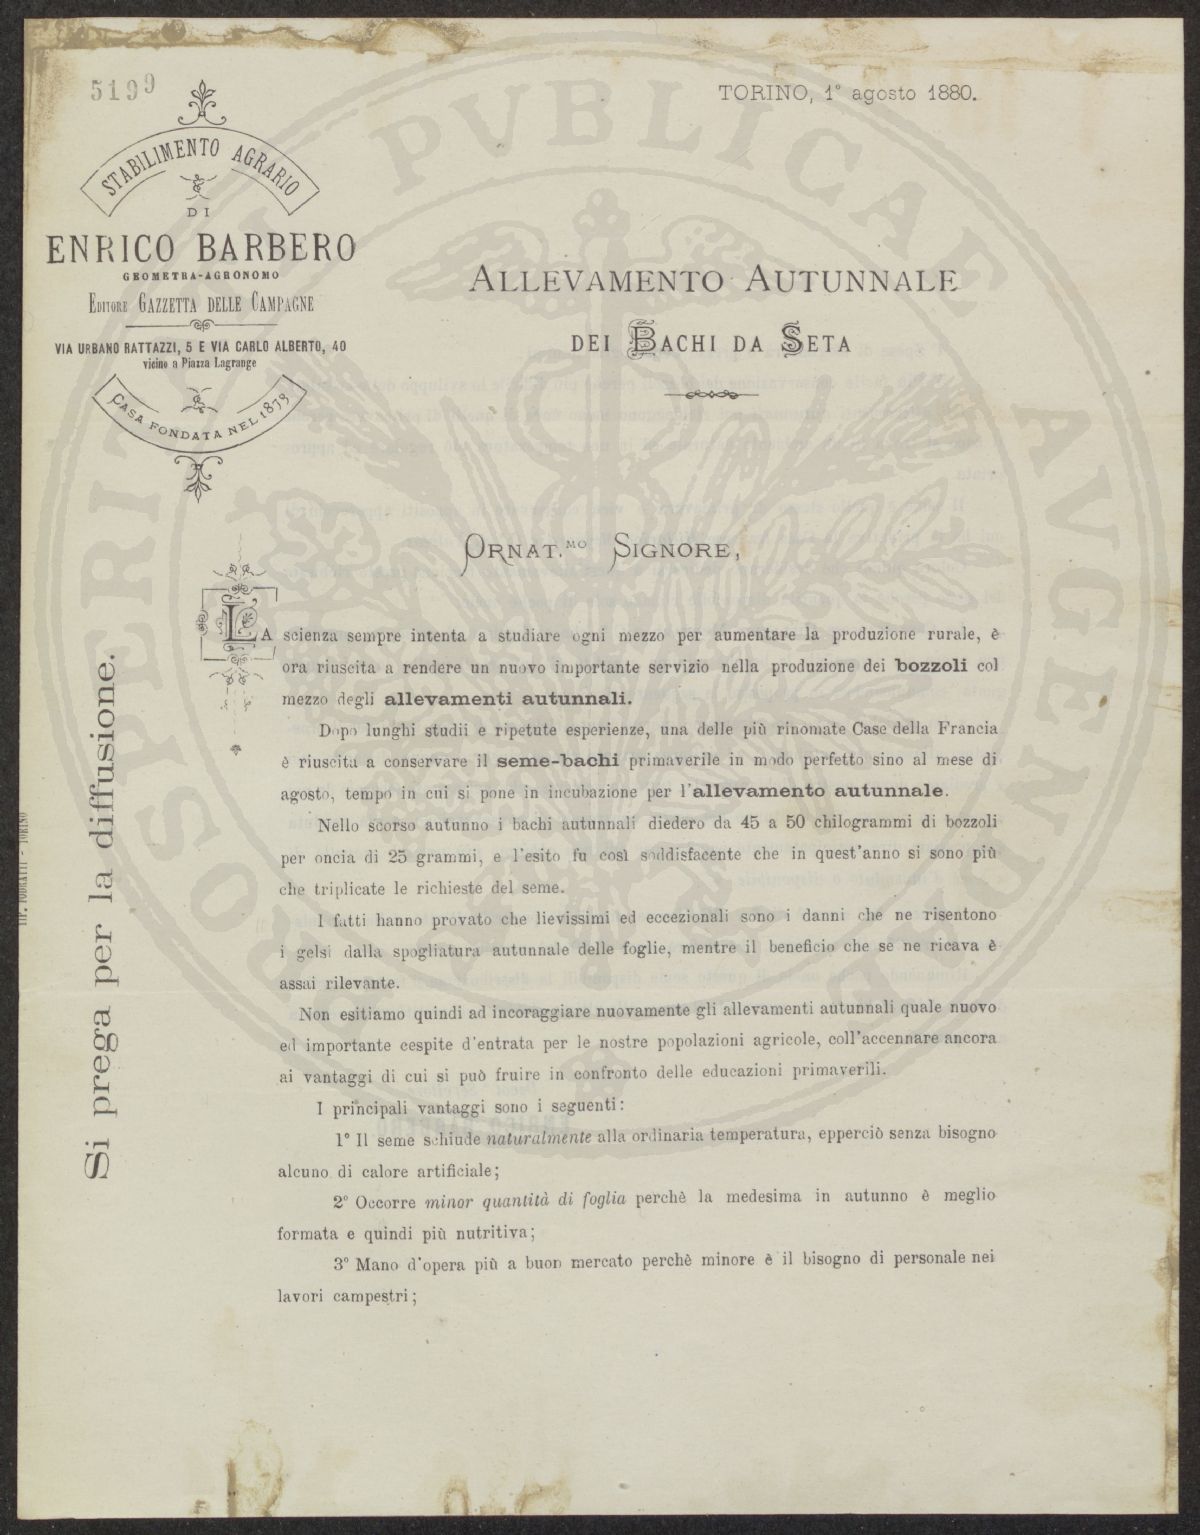 5199
TORINO, 1° agosto 1880.
STABILIMENTO AGRARIO
DI
ENRICO BARBERO
GEOMETRA-AGRONOMO
EDITORE GAZZETTA DELLE CAMPAGNE
VIA URBANO RATTAZZI, 5 E VIA CARLO ALBERTO, 40
vicino a Piazza Lagrange
CASA FONDATA NEL 1873
ALLEVAMENTO AUTUNNALE
DEI BACHI DA SETA
ORNAT.MO SIGNORE,
LA scienza sempre intenta a studiare ogni mezzo per aumentare la produzione rurale, è
ora riuscita a rendere un nuovo importante servizio nella produzione dei bozzoli col
mezzo degli allevamenti autunnali.
Dopo lunghi studii e ripetute esperienze, una delle più rinomate Case della Francia
è riuscita a conservare il seme-bachi primaverile in modo perfetto sino al mese di
agosto, tempo in cui si pone in incubazione per l'allevamento autunnale.
Nello scorso autunno i bachi autunnali diedero da 45 a 50 chilogrammi di bozzoli
per oncia di 25 grammi, e l'esito fu così soddisfacente che in quest'anno si sono più
che triplicate le richieste del seme.
I fatti hanno provato che lievissimi ed eccezionali sono i danni che ne risentono
i gelsi dalla spogliatura autunnale delle foglie, mentre il beneficio che se ne ricava è
assai rilevante.
Non esitiamo quindi ad incoraggiare nuovamente gli allevamenti autunnali quale nuovo
ed importante cespite d'entrata per le nostre popolazioni agricole, coll'accennare ancora
ai vantaggi di cui si può fruire in confronto delle educazioni primaverili.
I principali vantaggi sono i seguenti:
1° Il seme schiude naturalmente alla ordinaria temperatura, epperciò senza bisogno
alcuno di calore artificiale;
2° Occorre minor quantità di foglia perchè la medesima in autunno è meglio
formata e quindi più nutritiva;
3° Mano d'opera più a buon mercato perchè minore è il bisogno di personale nei
lavori campestri;
Si prega per la diffusione.
PROSPERITATI PVBLICAE AVGENDAE